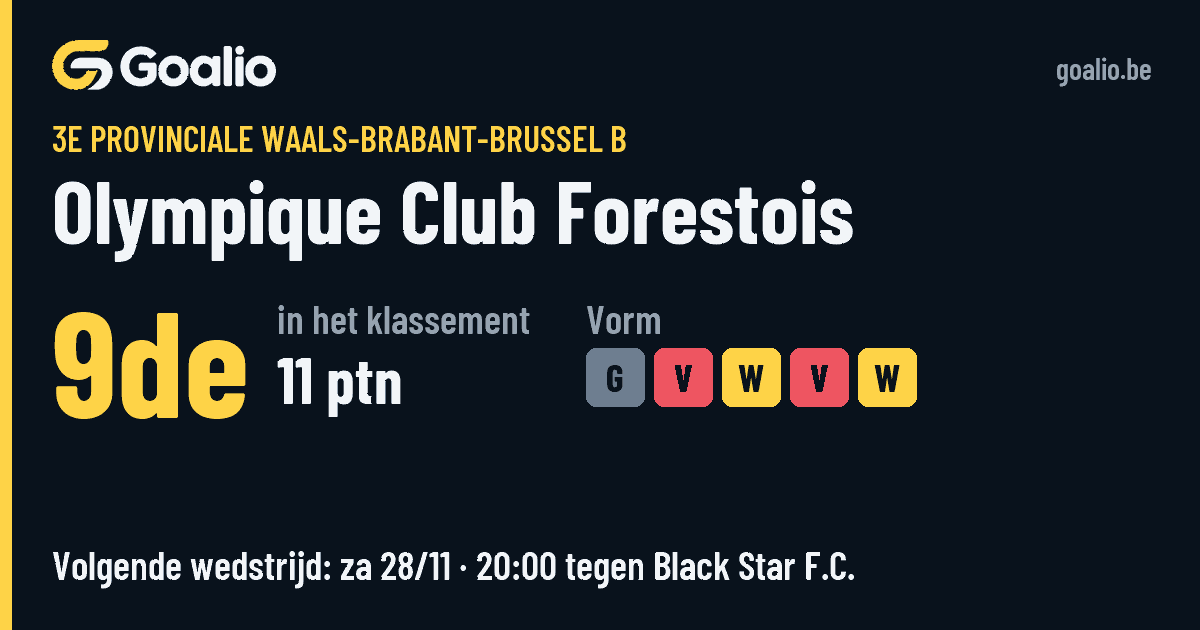 Goalio
goalio.be
3E PROVINCIALE WAALS-BRABANT-BRUSSEL B
Olympique Club Forestois
9de
in het klassement
11 ptn
Vorm
G V W V W
Volgende wedstrijd: za 28/11 · 20:00 tegen Black Star F.C.